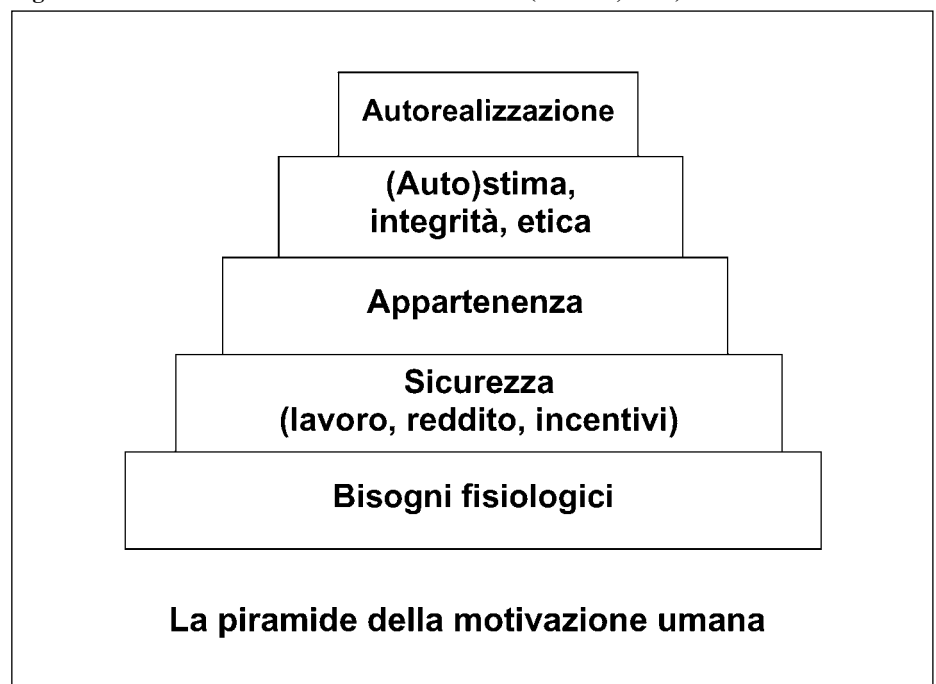 Autorealizzazione
(Auto)stima,
integrità, etica
Appartenenza
Sicurezza
(lavoro, reddito, incentivi)
Bisogni fisiologici
La piramide della motivazione umana